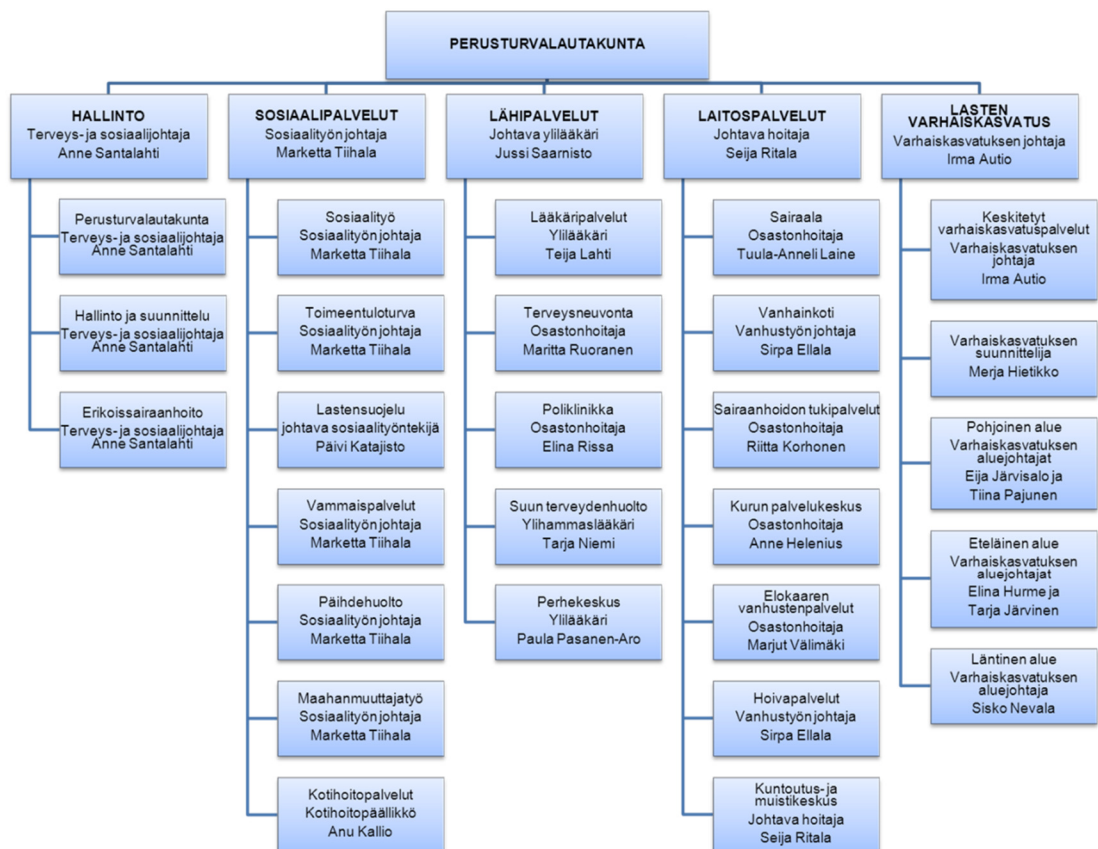 PERUSTURVALAUTAKUNTA
HALLINTO
Terveys- ja sosiaalijohtaja
Anne Santalahti
Perusturvalautakunta
Terveys- ja sosiaalijohtaja
Anne Santalahti
Hallinto ja suunnittelu
Terveys- ja sosiaalijohtaja
Anne Santalahti
Erikoissairaanhoito
Terveys- ja sosiaalijohtaja
Anne Santalahti
SOSIAALIPALVELUT
Sosiaalityön johtaja
Marketta Tiihala
Sosiaalityö
Sosiaalityön johtaja
Marketta Tiihala
Toimeentuloturva
Sosiaalityön johtaja
Marketta Tiihala
Lastensuojelu
johtava sosiaalityöntekijä
Päivi Katajisto
Vammaispalvelut
Sosiaalityön johtaja
Marketta Tiihala
Päihdehuolto
Sosiaalityön johtaja
Marketta Tiihala
Maahanmuuttajatyö
Sosiaalityön johtaja
Marketta Tiihala
Kotihoitopalvelut
Kotihoitopäällikkö
Anu Kallio
LÄHIPALVELUT
Johtava ylilääkäri
Jussi Saarnisto
Lääkäripalvelut
Ylilääkäri
Teija Lahti
Terveysneuvonta
Osastonhoitaja
Maritta Ruoranen
Poliklinikka
Osastonhoitaja
Elina Rissa
Suun terveydenhuolto
Ylihammaslääkäri
Tarja Niemi
Perhekeskus
Ylilääkäri
Paula Pasanen-Aro
LAITOSPALVELUT
Johtava hoitaja
Seija Ritala
Sairaala
Osastonhoitaja
Tuula-Anneli Laine
Vanhainkoti
Vanhustyön johtaja
Sirpa Ellala
Sairaanhoidon tukipalvelut
Osastonhoitaja
Riitta Korhonen
Kurun palvelukeskus
Osastonhoitaja
Anne Helenius
Elokaaren
vanhustenpalvelut
Osastonhoitaja
Marjut Välimäki
Hoivapalvelut
Vanhustyön johtaja
Sirpa Ellala
Kuntoutus- ja
muistikeskus
Johtava hoitaja
Seija Ritala
LASTEN
VARHAISKASVATUS
Varhaiskasvatuksen johtaja
Irma Autio
Keskitetyt
varhaiskasvatuspalvelut
Varhaiskasvatuksen
johtaja
Irma Autio
Varhaiskasvatuksen
suunnittelija
Merja Hietikko
Pohjoinen alue
Varhaiskasvatuksen
aluejohtajat
Eija Järvisalo ja
Tiina Pajunen
Eteläinen alue
Varhaiskasvatuksen
aluejohtajat
Elina Hurme ja
Tarja Järvinen
Läntinen alue
Varhaiskasvatuksen
aluejohtaja
Sisko Nevala